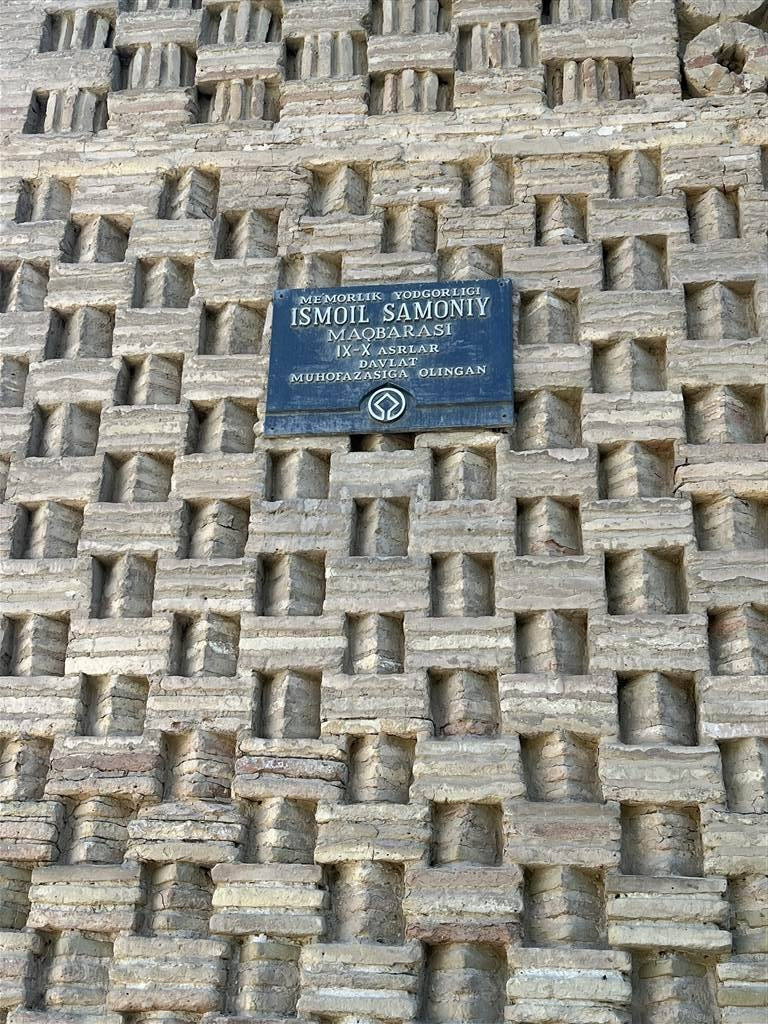 MEMORLIK YODGORLIGI
ISMOIL SAMONIY
MAQBARASI
IX-X ASRLAR
DAVLAT
MUHOFAZASIGA OLINGAN